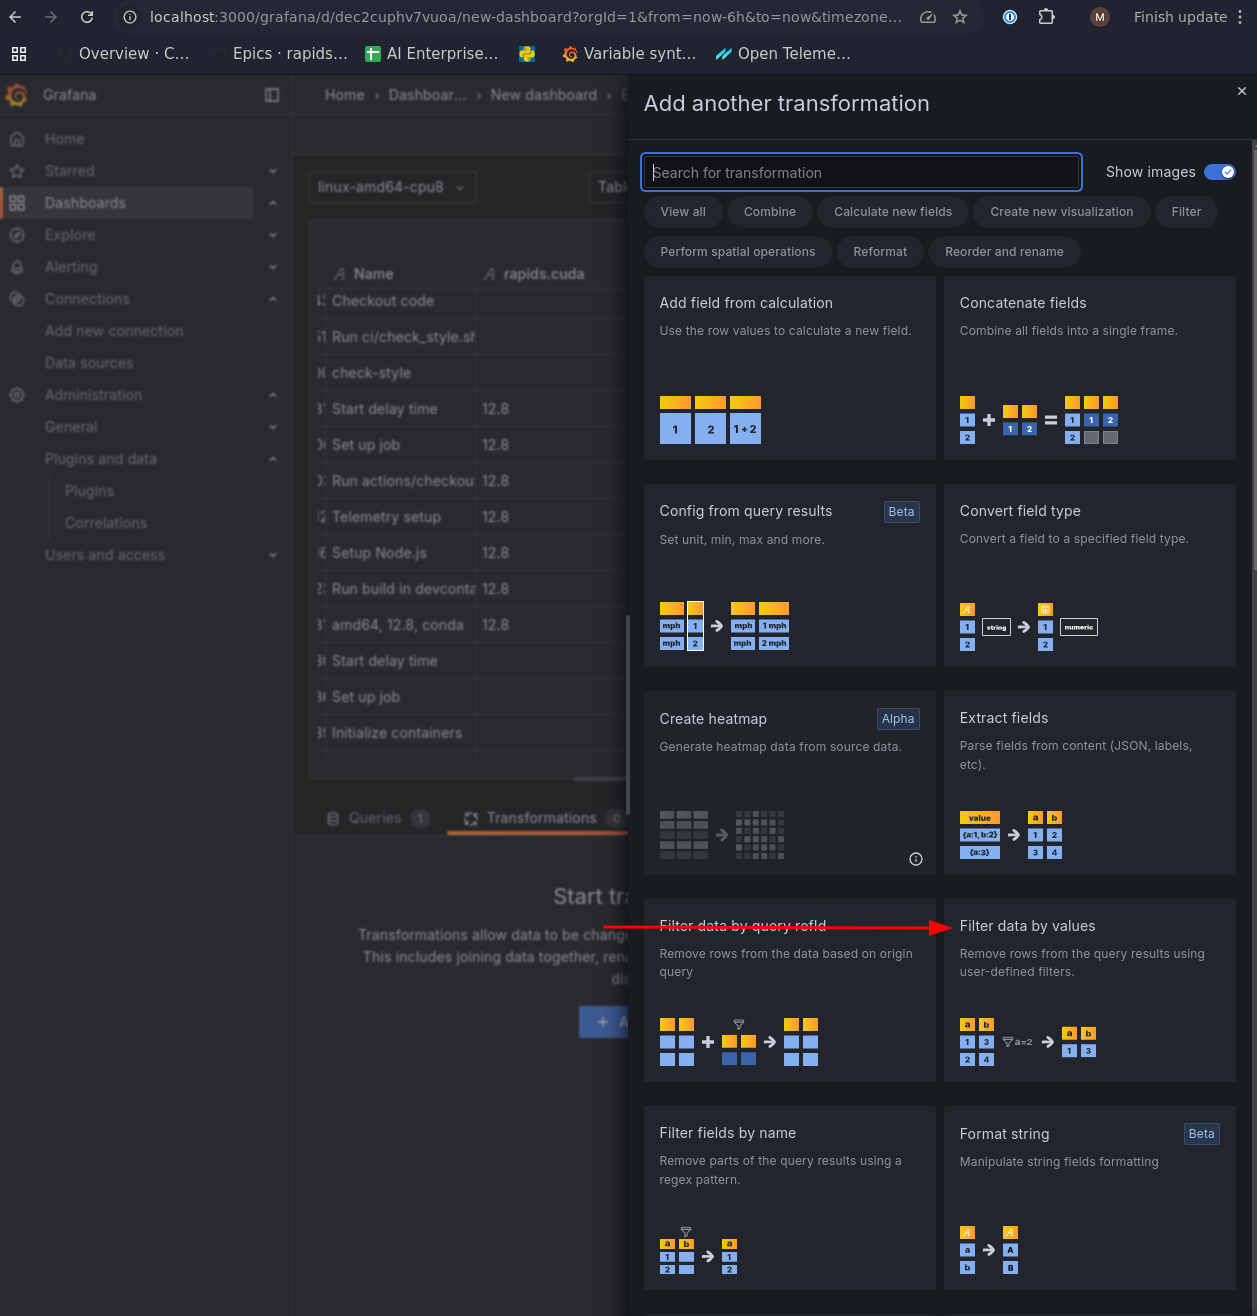 localhost:3000/grafana/d/dec2cuphv7vuoa/new-dashboard?orgId=1&from=now-6h&to=now&timezone...
M
Finish update
Overview · C...
Epics · rapids...
AI Enterprise...
Variable synt...
Open Teleme...
Grafana
Home
Starred
Dashboards
Explore
Alerting
Connections
Add new connection
Data sources
Administration
General
Plugins and data
Plugins
Correlations
Users and access
Home › Dashboar... › New dashboard ›
linux-amd64-cpu8
Name
rapids.cuda
Checkout code
Run ci/check_style.sh
check-style
Start delay time 12.8
Set up job 12.8
Run actions/checkou 12.8
Telemetry setup 12.8
Setup Node.js 12.8
Run build in devconta 12.8
amd64, 12.8, conda 12.8
Start delay time
Set up job
Initialize containers
Queries 1
Transformations 0
Start
Transformations allow data to be
This includes joining data together,
Add another transformation
Search for transformation
Show images
View all
Combine
Calculate new fields
Create new visualization
Filter
Perform spatial operations
Reformat
Reorder and rename
Add field from calculation
Use the row values to calculate a new field.
1 2 1+2
Concatenate fields
Combine all fields into a single frame.
1 + = 1 1 2
2 1 2 2
Config from query results
Beta
Set unit, min, max and more.
mph 1 mph 1 mph
mph 2 mph 2 mph
Convert field type
Convert a field to a specified field type.
A
1 string 1 numeric
2 2
Create heatmap
Alpha
Generate heatmap data from source data.
Extract fields
Parse fields from content (JSON, labels,
etc).
value a b
{a:1, b:2} 1 2
{a:3} 3 4
Filter data by query refId
Remove rows from the data based on origin
query
+
Filter data by values
Remove rows from the query results using
user-defined filters.
a b a b
1 3 a=2 1 3
2 4
Filter fields by name
Remove parts of the query results using a
regex pattern.
a b a
1 1
2 2
Format string
Beta
Manipulate string fields formatting
A A
a A
b B